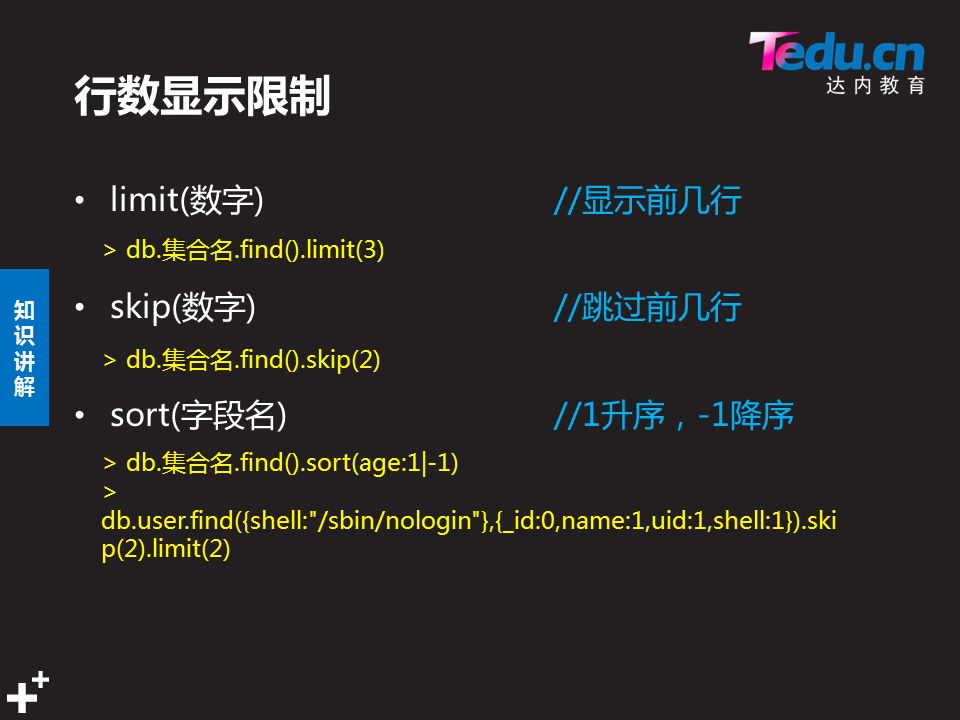 Tedu.cn
达内教育
行数显示限制
• limit(数字) //显示前几行
> db.集合名.find().limit(3)
• skip(数字) //跳过前几行
> db.集合名.find().skip(2)
• sort(字段名) //1升序，-1降序
> db.集合名.find().sort(age:1|-1)
>
db.user.find({shell:"/sbin/nologin"},{_id:0,name:1,uid:1,shell:1}).ski
p(2).limit(2)
知
识
讲
解